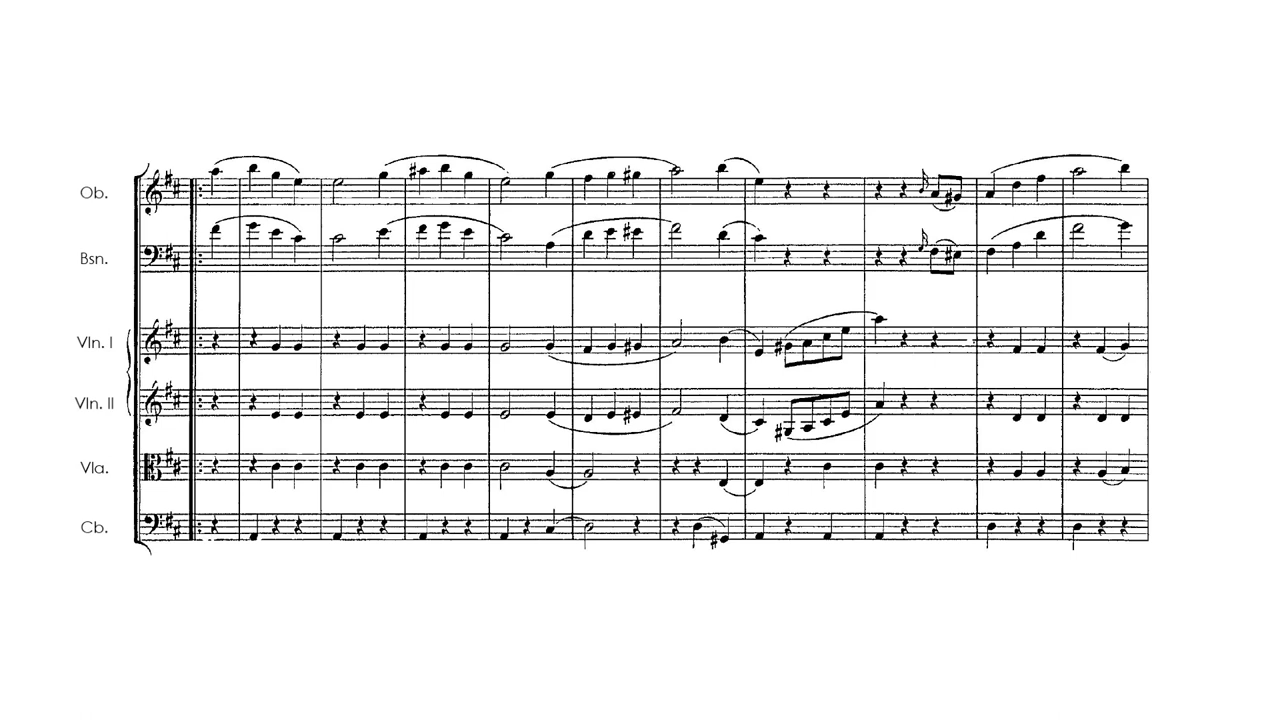 Ob.
Bsn.
Vln. I
Vln. II
Vla.
Cb.